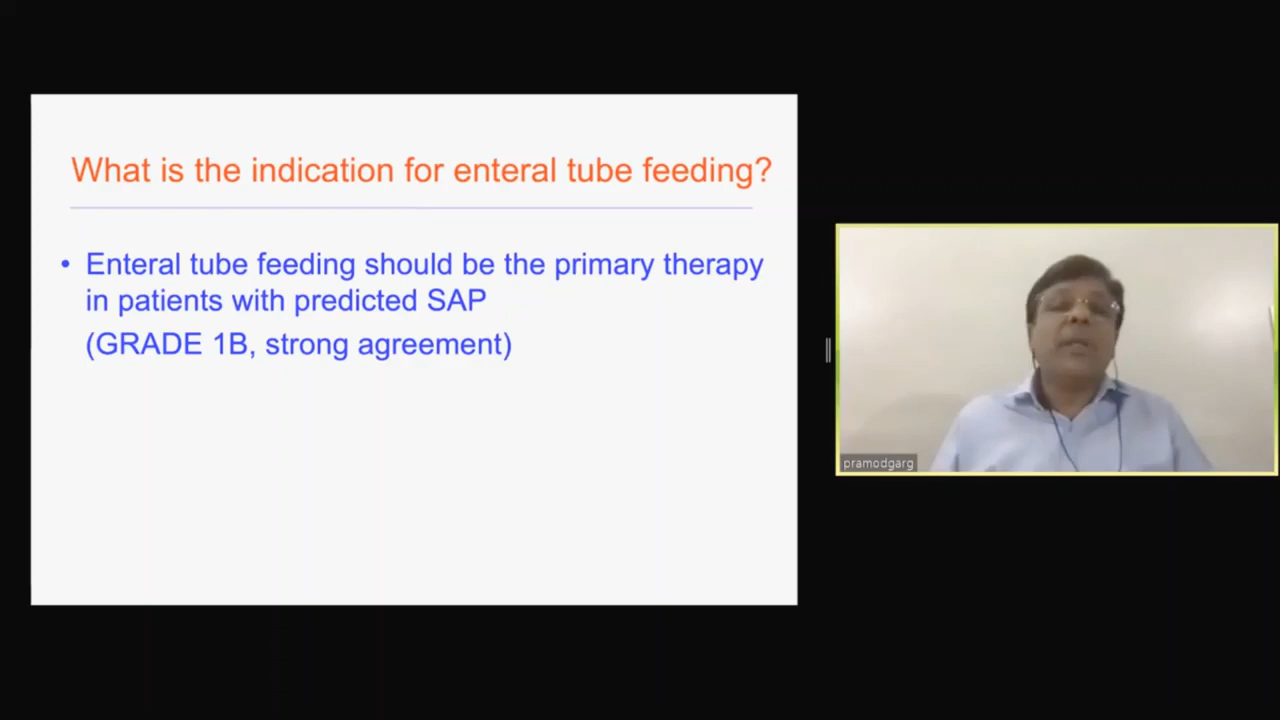 What is the indication for enteral tube feeding?
• Enteral tube feeding should be the primary therapy
in patients with predicted SAP
(GRADE 1B, strong agreement)
pramodgarg